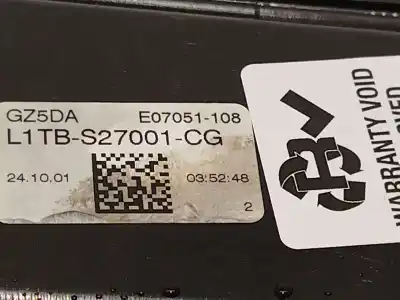 GZ5DA E07051-108
L1TB-S27001-CG
24.10.01 03:52:48
2
WARRANTY VOID